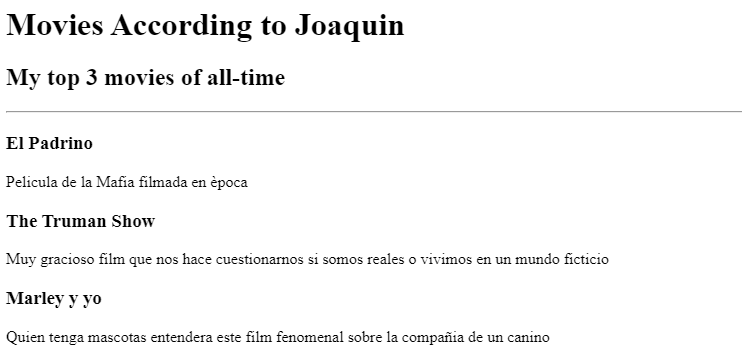 Movies According to Joaquin
My top 3 movies of all-time
El Padrino
Pelicula de la Mafia filmada en època
The Truman Show
Muy gracioso film que nos hace cuestionarnos si somos reales o vivimos en un mundo ficticio
Marley y yo
Quien tenga mascotas entendera este film fenomenal sobre la compañia de un canino